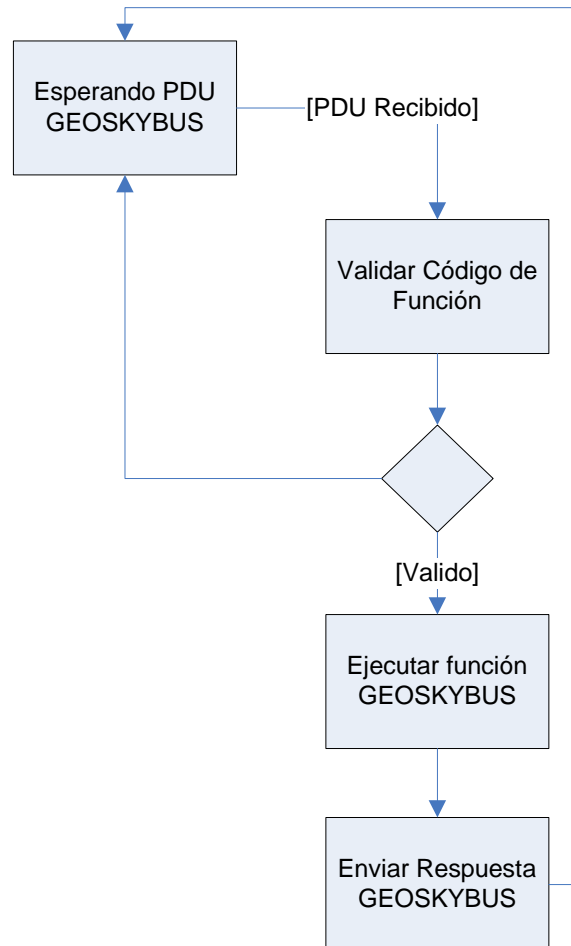 Esperando PDU
GEOSKYBUS
[PDU Recibido]
Validar Código de
Función
[Valido]
Ejecutar función
GEOSKYBUS
Enviar Respuesta
GEOSKYBUS